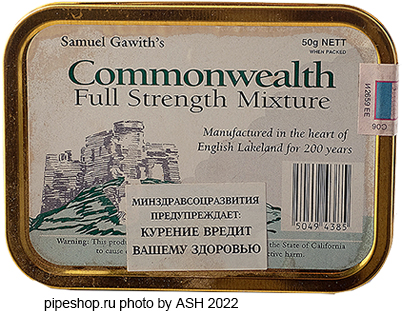 Samuel Gawith's
50g NETT
WHEN PACKED
Commonwealth
Full Strength Mixture
Manufactured in the heart of
English Lakeland for 200 years
И2659 ЕЕ
МИНЗДРАВСОЦРАЗВИТИЯ
ПРЕДУПРЕЖДАЕТ:
КУРЕНИЕ ВРЕДИТ
ВАШЕМУ ЗДОРОВЬЮ
5049 4385
Warning: This
the State of California
to cause
harm.
pipeshop.ru photo by ASH 2022